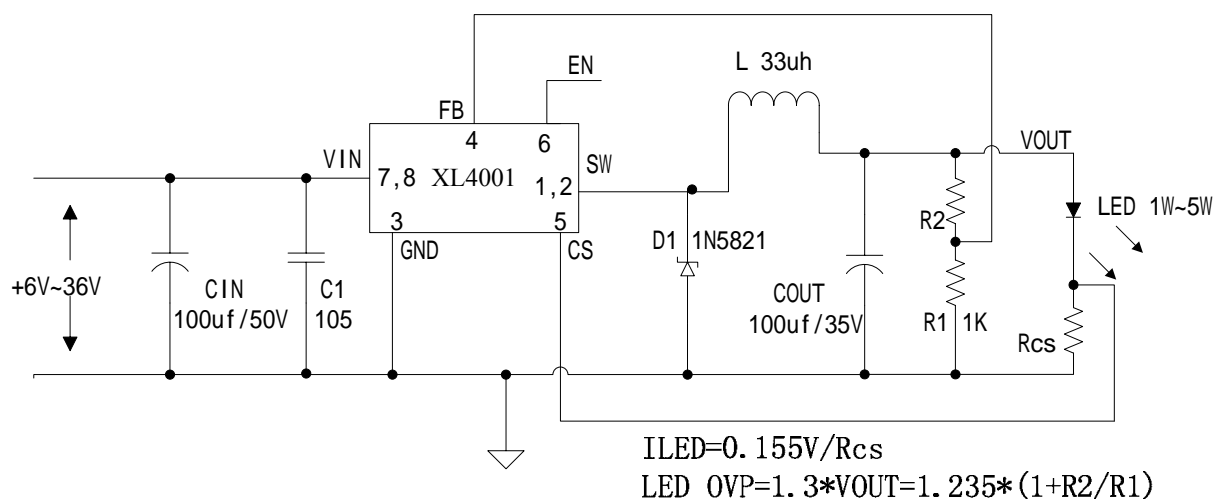 L 33uh
EN
FB
4
6
VOUT
VIN
SW
7,8
XL4001
1,2
3
5
R2
LED 1W~5W
GND
CS
D1
1N5821
+6V~36V
CIN
C1
COUT
100uf/50V
105
100uf/35V
R1
1K
Rcs
ILED=0.155V/Rcs
LED OVP=1.3*VOUT=1.235*(1+R2/R1)